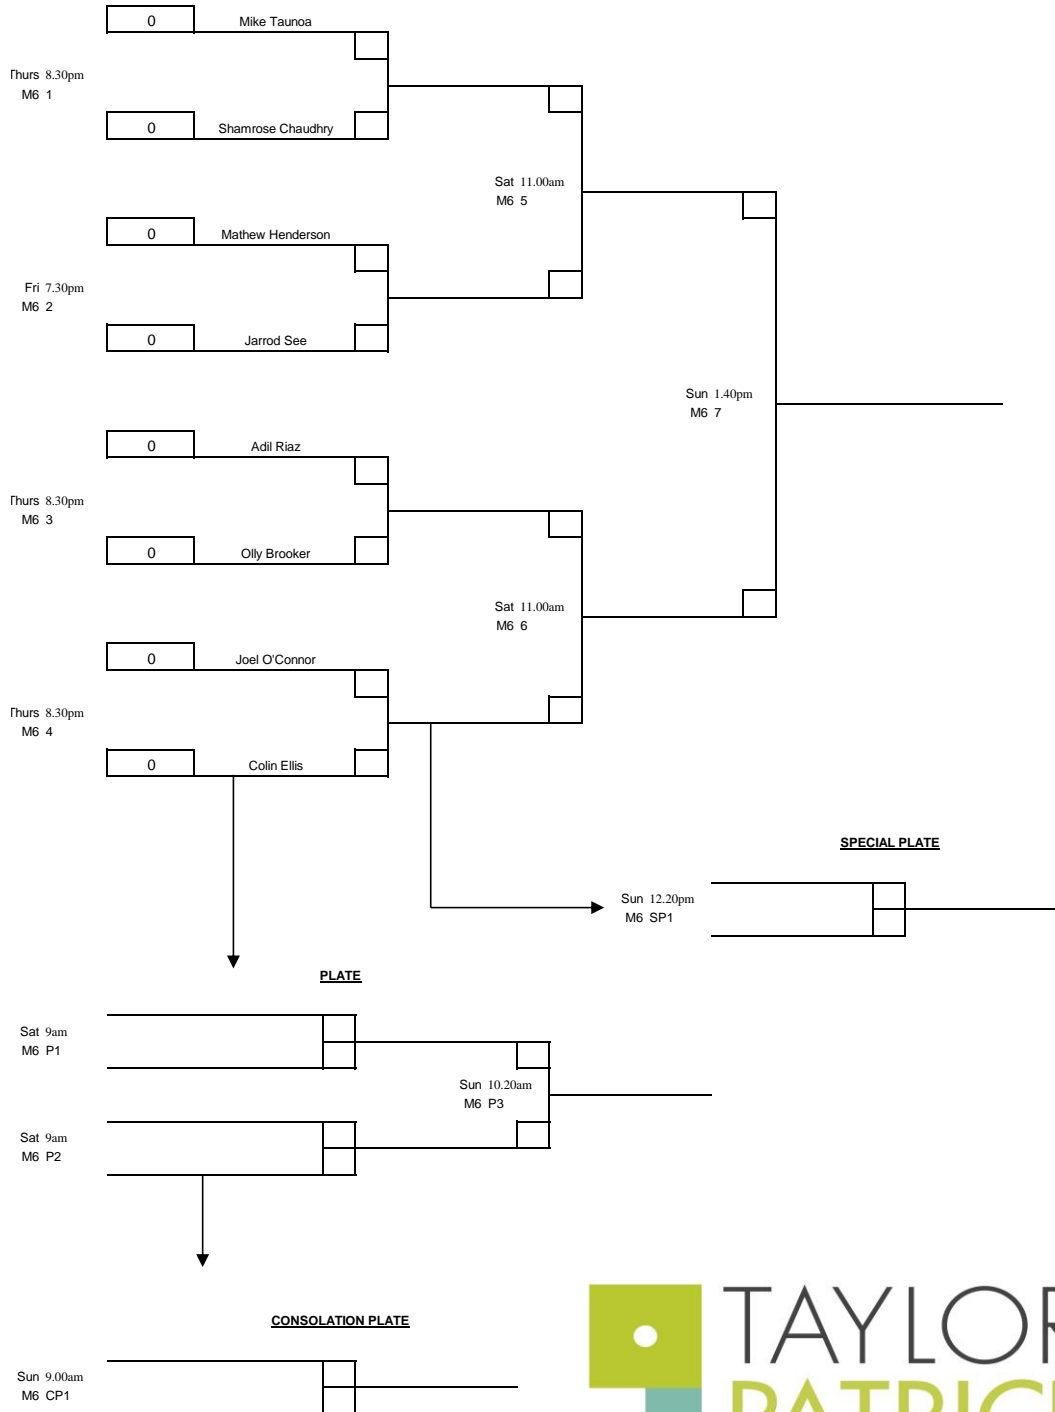 0 Mike Taunoa
Thurs 8.30pm
M6 1
0 Shamrose Chaudhry
Sat 11.00am
M6 5
0 Mathew Henderson
Fri 7.30pm
M6 2
0 Jarrod See
Sun 1.40pm
M6 7
0 Adil Riaz
Thurs 8.30pm
M6 3
0 Olly Brooker
Sat 11.00am
M6 6
0 Joel O'Connor
Thurs 8.30pm
M6 4
0 Colin Ellis
SPECIAL PLATE
Sun 12.20pm
M6 SP1
PLATE
Sat 9am
M6 P1
Sun 10.20am
M6 P3
Sat 9am
M6 P2
CONSOLATION PLATE
Sun 9.00am
M6 CP1
TAYLOR
PATRIC